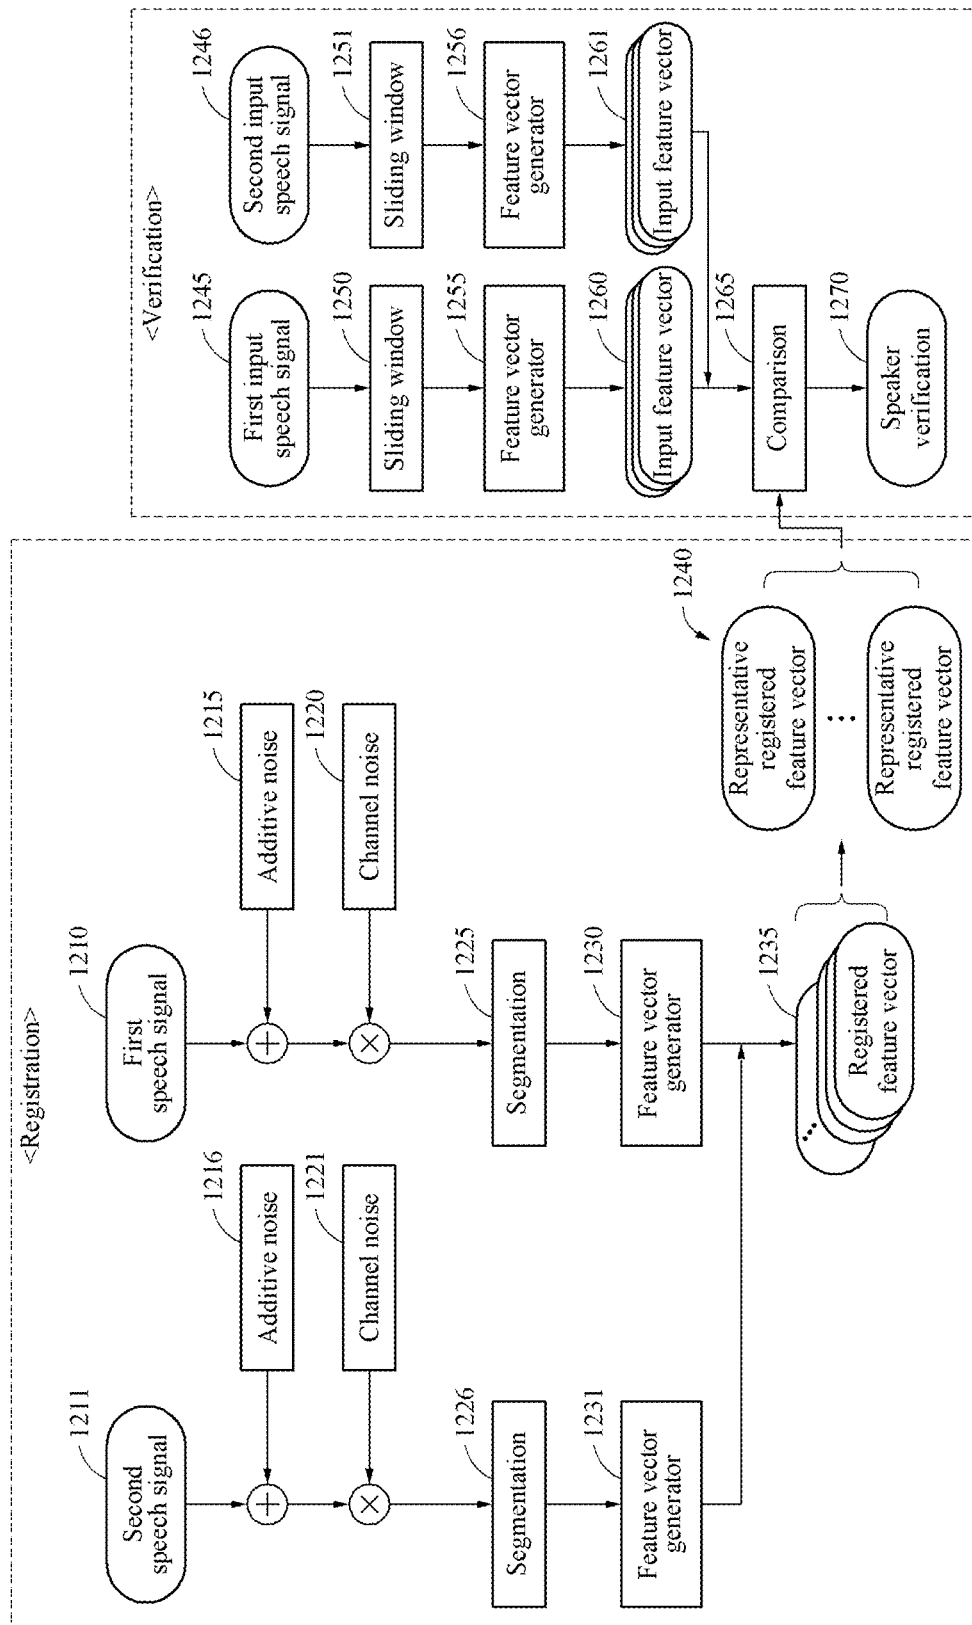 <Registration>
1211
Second
speech signal
1216
Additive noise
1221
Channel noise
1226
Segmentation
1231
Feature vector
generator
1210
First
speech signal
1215
Additive noise
1220
Channel noise
1225
Segmentation
1230
Feature vector
generator
1235
Registered
feature vector
1240
Representative
registered
feature vector
Representative
registered
feature vector
<Verification>
1245
First input
speech signal
1250
Sliding window
1255
Feature vector
generator
1260
Input feature vector
1246
Second input
speech signal
1251
Sliding window
1256
Feature vector
generator
1261
Input feature vector
1265
Comparison
1270
Speaker
verification